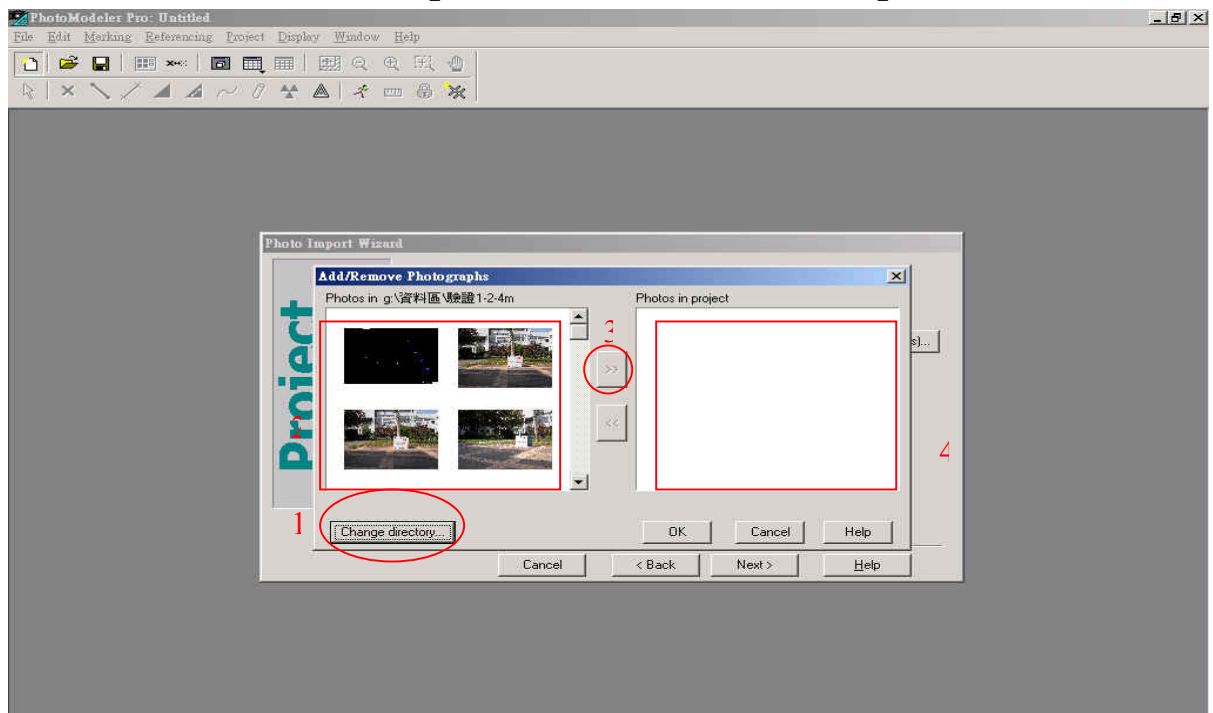 PhotoModeler Pro: Untitled
File Edit Marking Referencing Project Display Window Help
Photo Import Wizard
Project
Add/Remove Photographs
Photos in g:\資料區\驗證1-2-4m
Photos in project
3
s)...
>>
<<
4
1
Change directory...
OK Cancel Help
Cancel < Back Next > Help